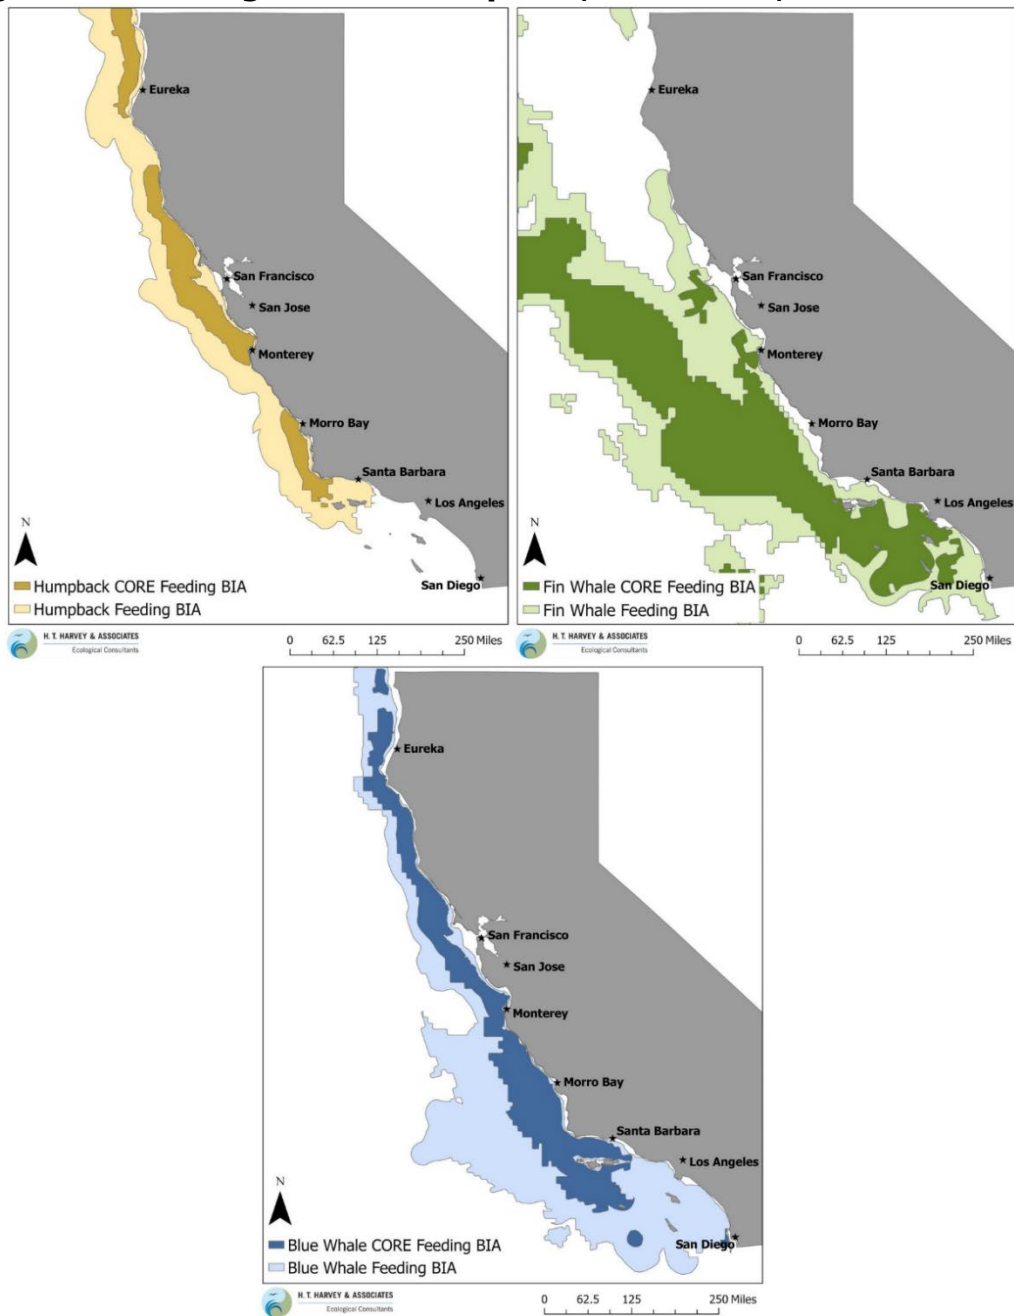 Eureka
San Francisco
San Jose
Monterey
Morro Bay
Santa Barbara
Los Angeles
San Diego
N
Humpback CORE Feeding BIA
Humpback Feeding BIA
H. T. HARVEY & ASSOCIATES
Ecological Consultants
0 62.5 125 250 Miles
Eureka
San Francisco
San Jose
Monterey
Morro Bay
Santa Barbara
Los Angeles
San Diego
N
Fin Whale CORE Feeding BIA
Fin Whale Feeding BIA
H. T. HARVEY & ASSOCIATES
Ecological Consultants
0 62.5 125 250 Miles
Eureka
San Francisco
San Jose
Monterey
Morro Bay
Santa Barbara
Los Angeles
San Diego
N
Blue Whale CORE Feeding BIA
Blue Whale Feeding BIA
H. T. HARVEY & ASSOCIATES
Ecological Consultants
0 62.5 125 250 Miles